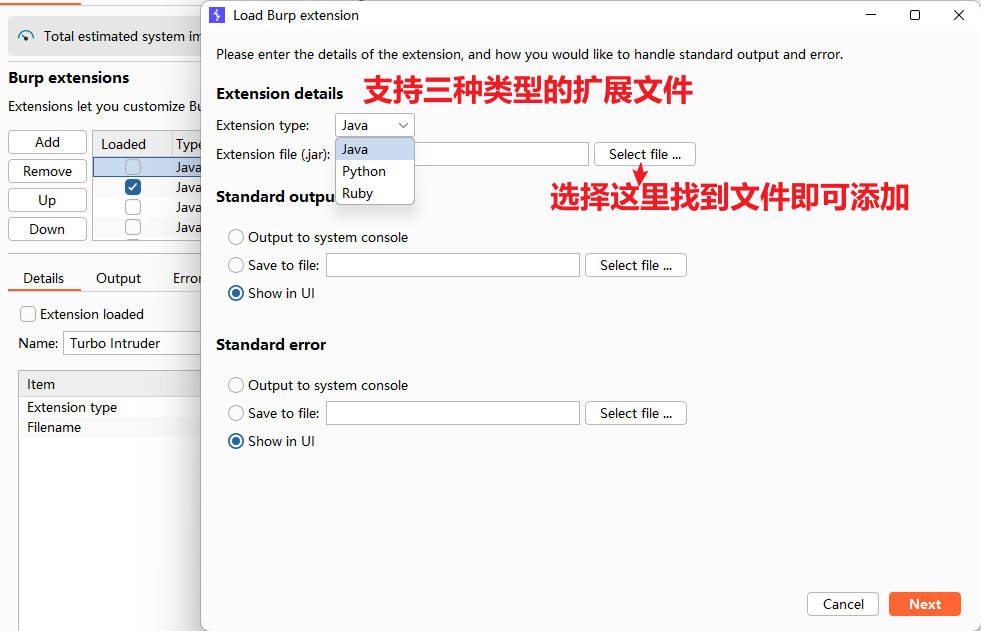 Load Burp extension
Total estimated system im
Please enter the details of the extension, and how you would like to handle standard output and error.
Burp extensions
Extensions let you customize Bu
Extension details
支持三种类型的扩展文件
Extension type:
Java
Java
Python
Ruby
Extension file (.jar):
Select file ...
选择这里找到文件即可添加
Add
Remove
Up
Down
Loaded
Type
Java
Java
Java
Java
Standard outpu
Output to system console
Save to file:
Select file ...
Show in UI
Details
Output
Error
Extension loaded
Name:
Turbo Intruder
Item
Extension type
Filename
Standard error
Output to system console
Save to file:
Select file ...
Show in UI
Cancel
Next